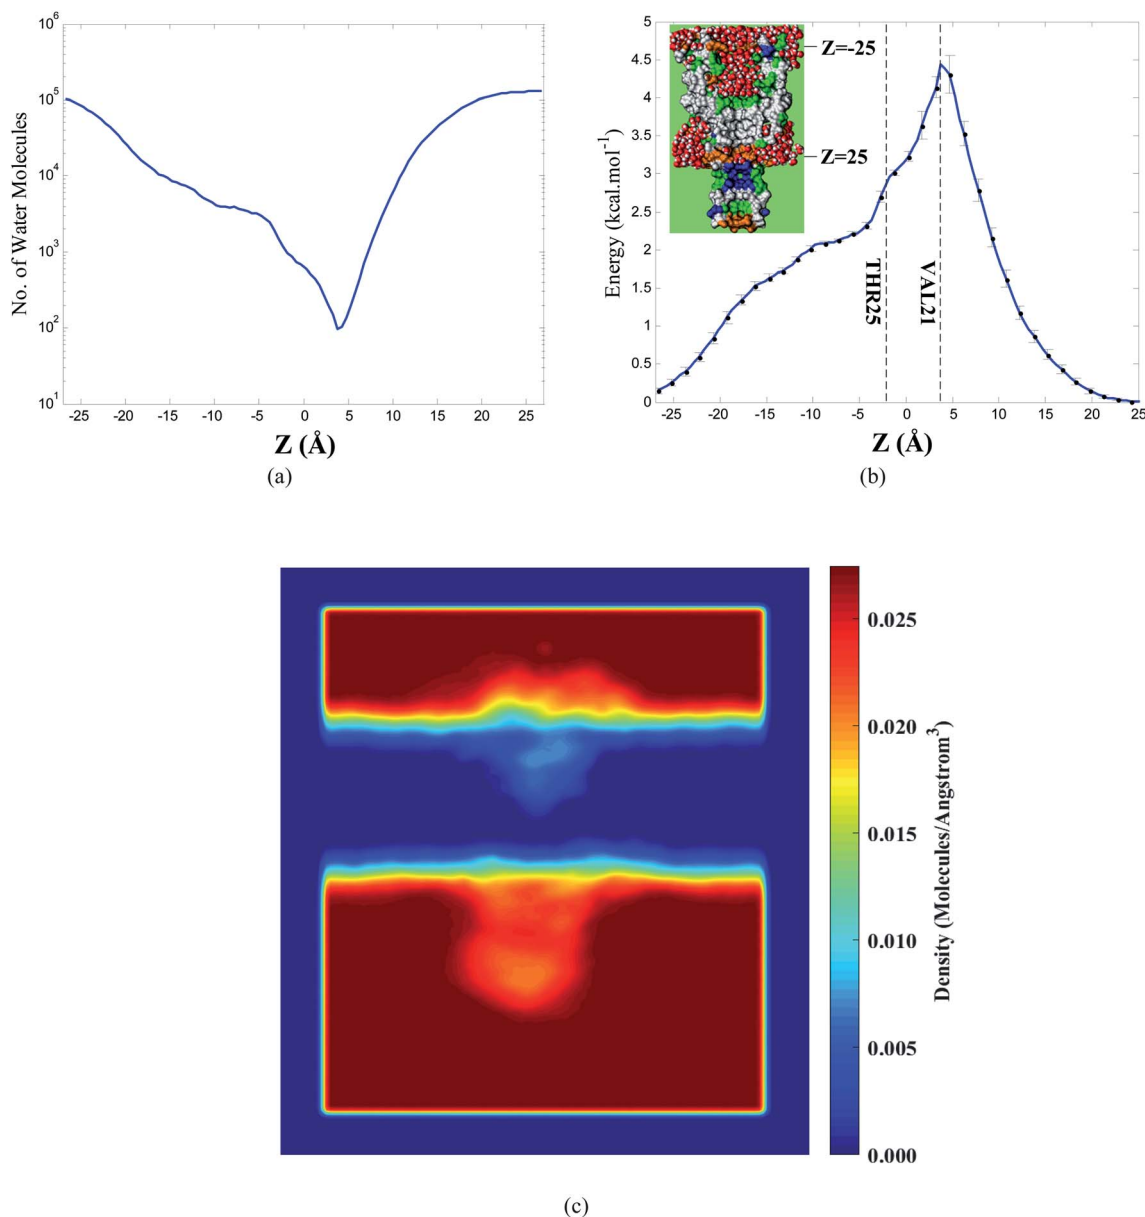 10^6
10^5
10^4
10^3
10^2
10^1
No. of Water Molecules
-25 -20 -15 -10 -5 0 5 10 15 20 25
Z (Å)
(a)
5
4.5
4
3.5
3
2.5
2
1.5
1
0.5
0
Energy (kcal.mol^-1)
Z=-25
Z=25
THR25
VAL21
-25 -20 -15 -10 -5 0 5 10 15 20 25
Z (Å)
(b)
0.025
0.020
0.015
0.010
0.005
0.000
Density (Molecules/Angstrom^3)
(c)